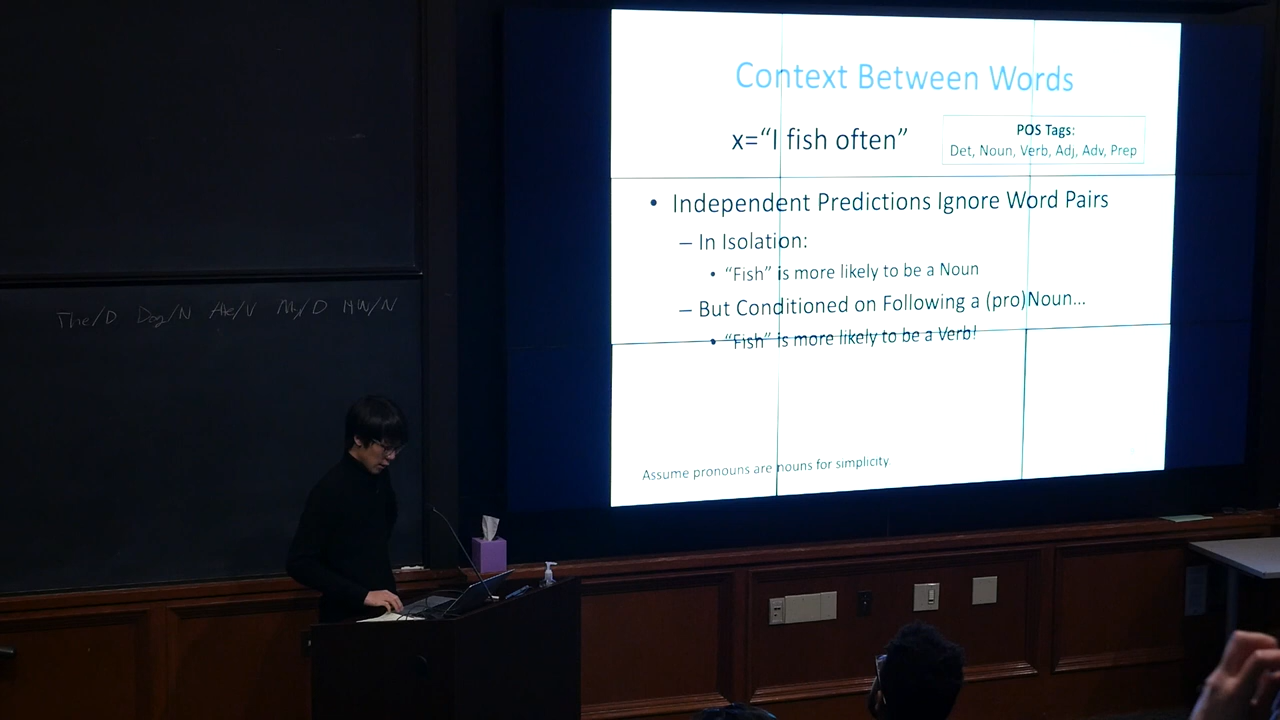 Context Between Words
x="I fish often"
POS Tags:
Det, Noun, Verb, Adj, Adv, Prep
• Independent Predictions Ignore Word Pairs
– In Isolation:
• "Fish" is more likely to be a Noun
– But Conditioned on Following a (pro)Noun...
• "Fish" is more likely to be a Verb!
Assume pronouns are nouns for simplicity
The/D Dog/N Ate/V My/D HW/N